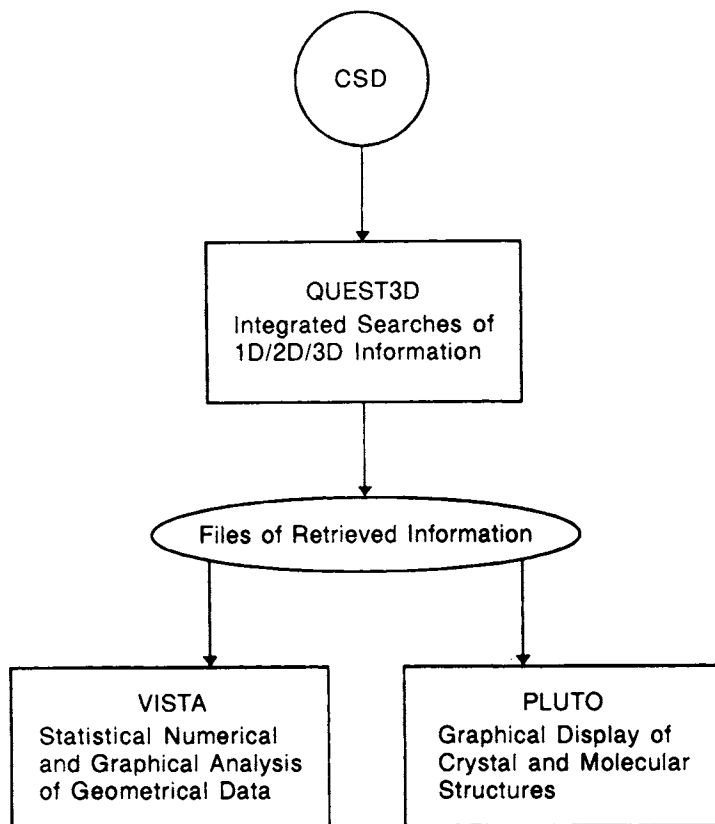 CSD
QUEST3D
Integrated Searches of
1D/2D/3D Information
Files of Retrieved Information
VISTA
Statistical Numerical
and Graphical Analysis
of Geometrical Data
PLUTO
Graphical Display of
Crystal and Molecular
Structures